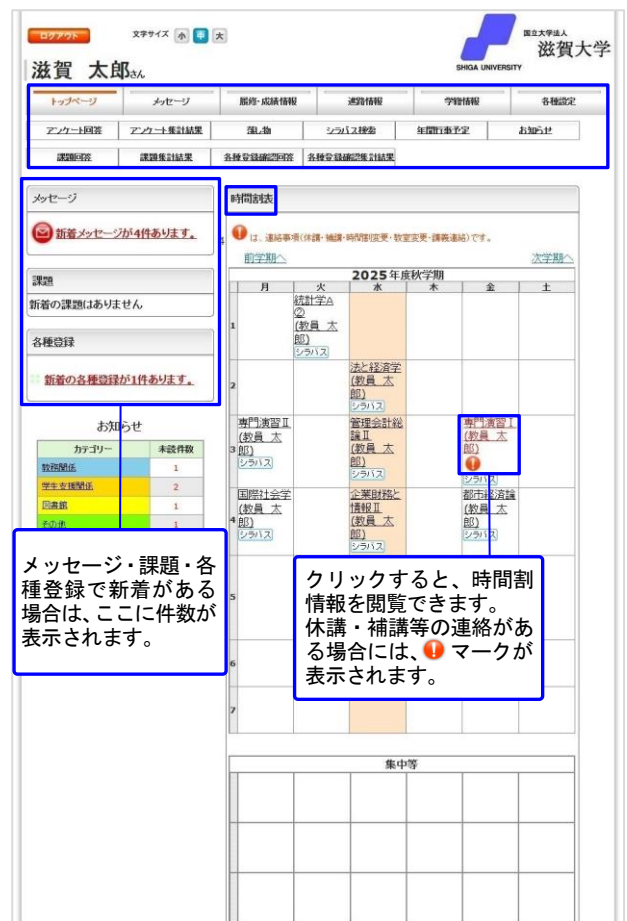 ログアウト
文字サイズ 小 中 大
国立大学法人
滋賀大学
SHIGA UNIVERSITY
滋賀 太郎さん
トップページ メッセージ 履修・成績情報 進路情報 学籍情報 各種設定
アンケート回答 アンケート集計結果 落し物 シラバス検索 年間行事予定 お知らせ
課題回答 課題集計結果 各種登録確認回答 各種登録確認集計結果
メッセージ
新着メッセージが4件あります。
課題
新着の課題はありません
各種登録
新着の各種登録が1件あります。
お知らせ
カテゴリー 未読件数
教務関係 1
学生支援関係 2
図書館 1
その他 1
メッセージ・課題・各
種登録で新着がある
場合は、ここに件数が
表示されます。
時間割表
は、連絡事項(休講・補講・時間割変更・教室変更・講義連絡)です。
前学期へ 次学期へ
2025年度秋学期
月 火 水 木 金 土
1
統計学A
②
(教員 太
郎)
シラバス
2
法と経済学
(教員 太
郎)
シラバス
3
専門演習Ⅱ
(教員 太
郎)
シラバス
管理会計総
論Ⅱ
(教員 太
郎)
シラバス
専門演習Ⅰ
(教員 太
郎)
シラバス
4
国際社会学
(教員 太
郎)
シラバス
企業財務と
情報Ⅱ
(教員 太
郎)
シラバス
都市経済論
(教員 太
郎)
シラバス
5
6
7
クリックすると、時間割
情報を閲覧できます。
休講・補講等の連絡があ
る場合には、 マークが
表示されます。
集中等